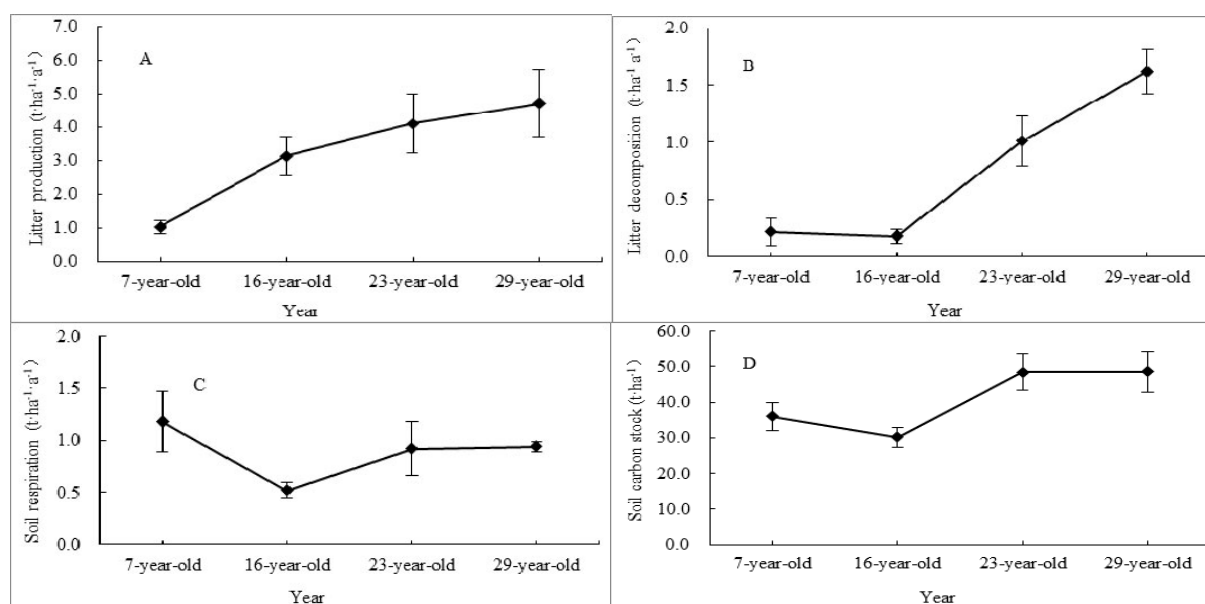 A
Litter production (t·ha⁻¹·a⁻¹)
7.0
6.0
5.0
4.0
3.0
2.0
1.0
0.0
7-year-old 16-year-old 23-year-old 29-year-old
Year
B
Litter decomposition (t·ha⁻¹ a⁻¹)
2.0
1.5
1.0
0.5
0.0
7-year-old 16-year-old 23-year-old 29-year-old
Year
C
Soil respiration (t·ha⁻¹·a⁻¹)
2.0
1.5
1.0
0.5
0.0
7-year-old 16-year-old 23-year-old 29-year-old
Year
D
Soil carbon stock (t·ha⁻¹)
60.0
50.0
40.0
30.0
20.0
10.0
0.0
7-year-old 16-year-old 23-year-old 29-year-old
Year